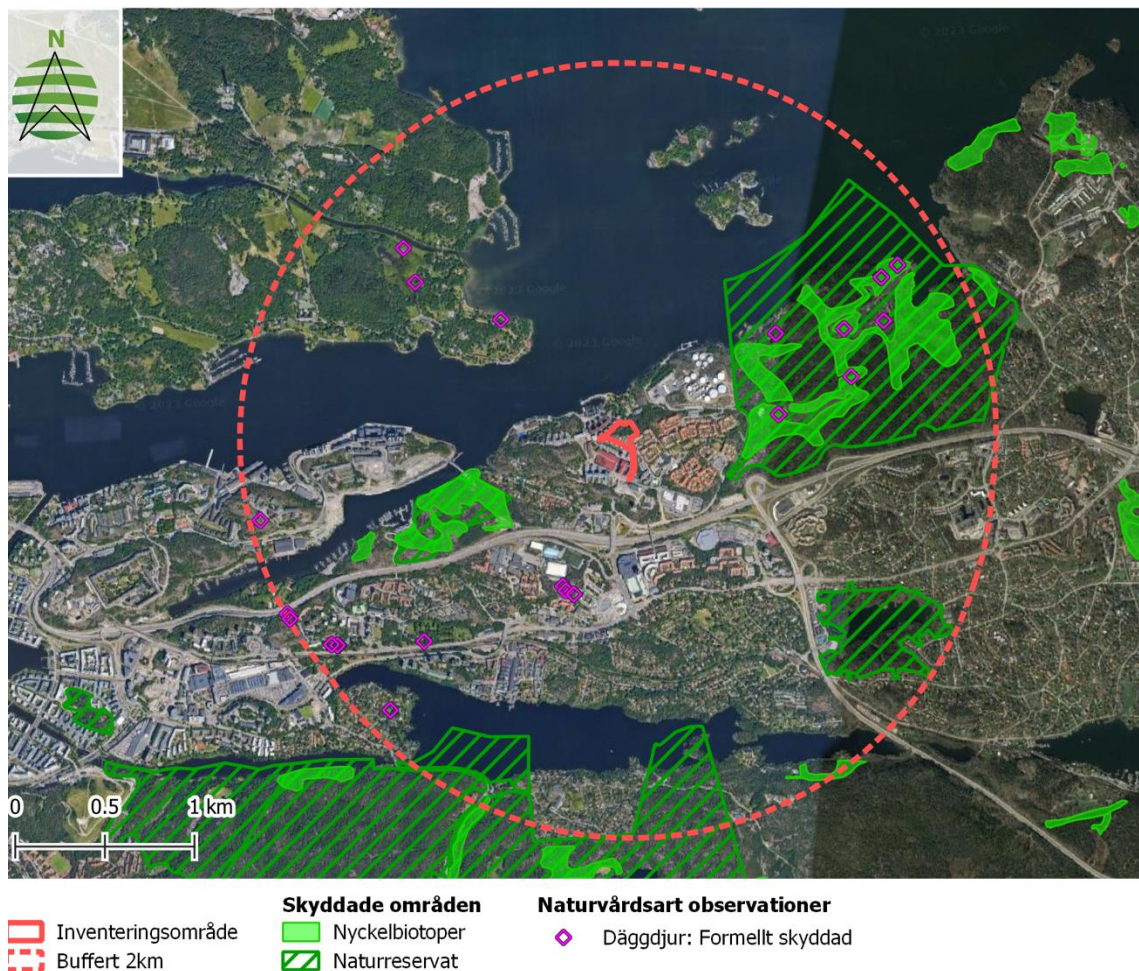 © 2023 Google
N
© 2023 Google
© 2023 Google
© 2023 Google
0 0.5 1 km
Skyddade områden
Naturvårdsart observationer
Inventeringsområde
Nyckelbiotoper
Däggdjur: Formellt skyddad
Buffert 2km
Naturreservat